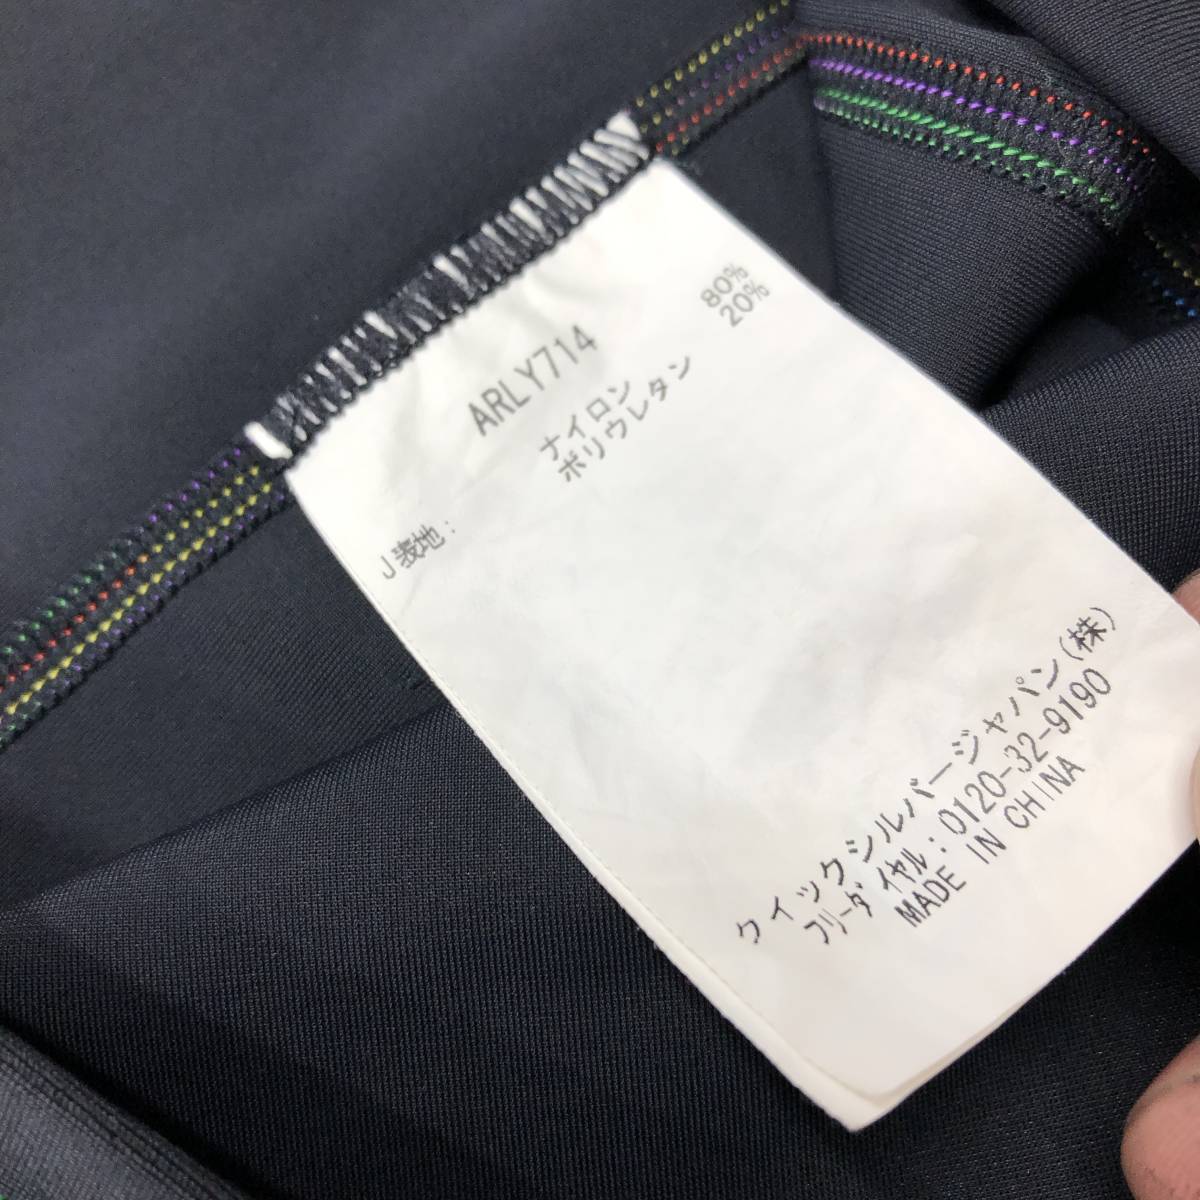 ARLY714
J表地：
ナイロン 80%
ポリウレタン 20%
クイックシルバージャパン(株)
フリーダイヤル：0120-32-9190
MADE IN CHINA